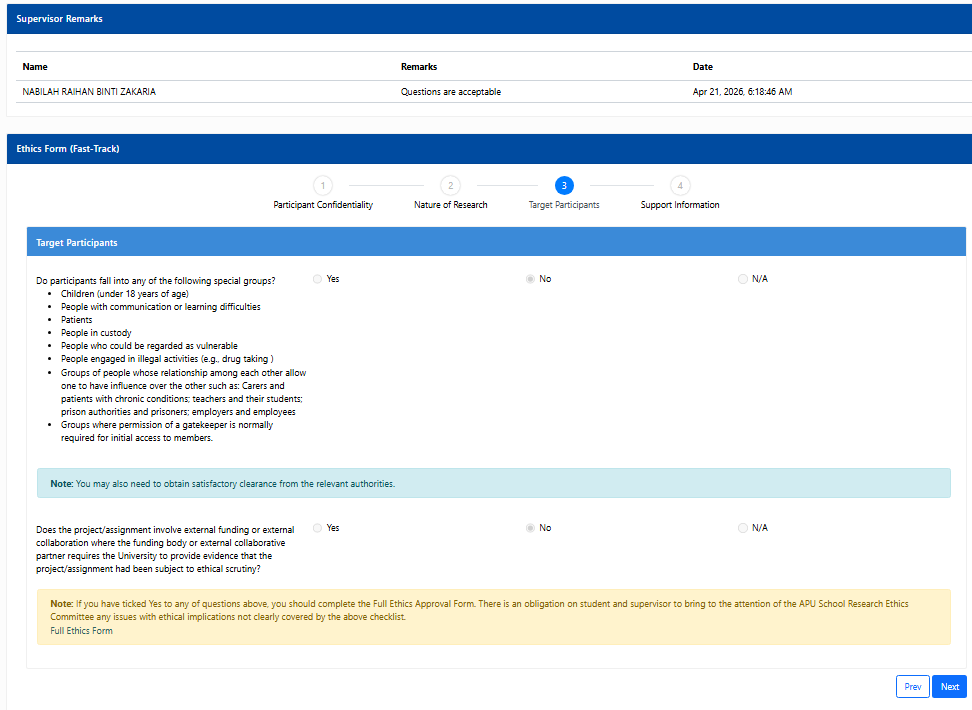 Supervisor Remarks
Name Remarks Date
NABILAH RAIHAN BINTI ZAKARIA Questions are acceptable Apr 21, 2026, 6:18:46 AM
Ethics Form (Fast-Track)
1 2 3 4
Participant Confidentiality Nature of Research Target Participants Support Information
Target Participants
Do participants fall into any of the following special groups? Yes No N/A
• Children (under 18 years of age)
• People with communication or learning difficulties
• Patients
• People in custody
• People who could be regarded as vulnerable
• People engaged in illegal activities (e.g., drug taking )
• Groups of people whose relationship among each other allow
one to have influence over the other such as: Carers and
patients with chronic conditions; teachers and their students;
prison authorities and prisoners; employers and employees
• Groups where permission of a gatekeeper is normally
required for initial access to members.
Note: You may also need to obtain satisfactory clearance from the relevant authorities.
Does the project/assignment involve external funding or external Yes No N/A
collaboration where the funding body or external collaborative
partner requires the University to provide evidence that the
project/assignment had been subject to ethical scrutiny?
Note: If you have ticked Yes to any of questions above, you should complete the Full Ethics Approval Form. There is an obligation on student and supervisor to bring to the attention of the APU School Research Ethics
Committee any issues with ethical implications not clearly covered by the above checklist.
Full Ethics Form
Prev Next